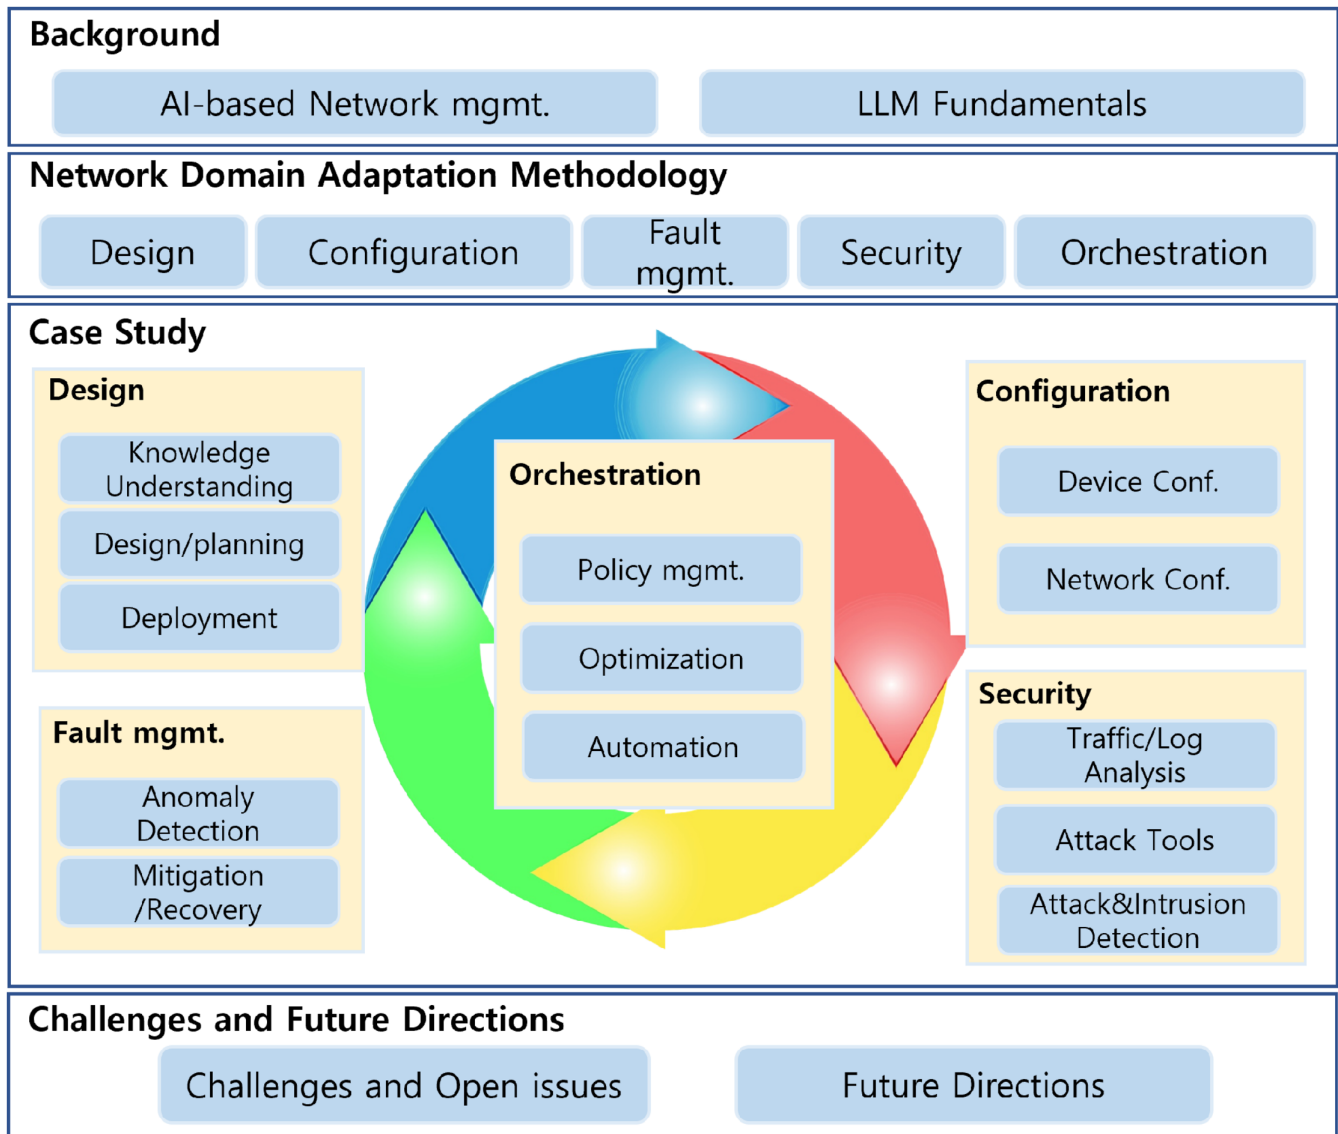 Background
AI-based Network mgmt.
LLM Fundamentals
Network Domain Adaptation Methodology
Design
Configuration
Fault
mgmt.
Security
Orchestration
Case Study
Design
Knowledge
Understanding
Design/planning
Deployment
Fault mgmt.
Anomaly
Detection
Mitigation
/Recovery
Orchestration
Policy mgmt.
Optimization
Automation
Configuration
Device Conf.
Network Conf.
Security
Traffic/Log
Analysis
Attack Tools
Attack&Intrusion
Detection
Challenges and Future Directions
Challenges and Open issues
Future Directions